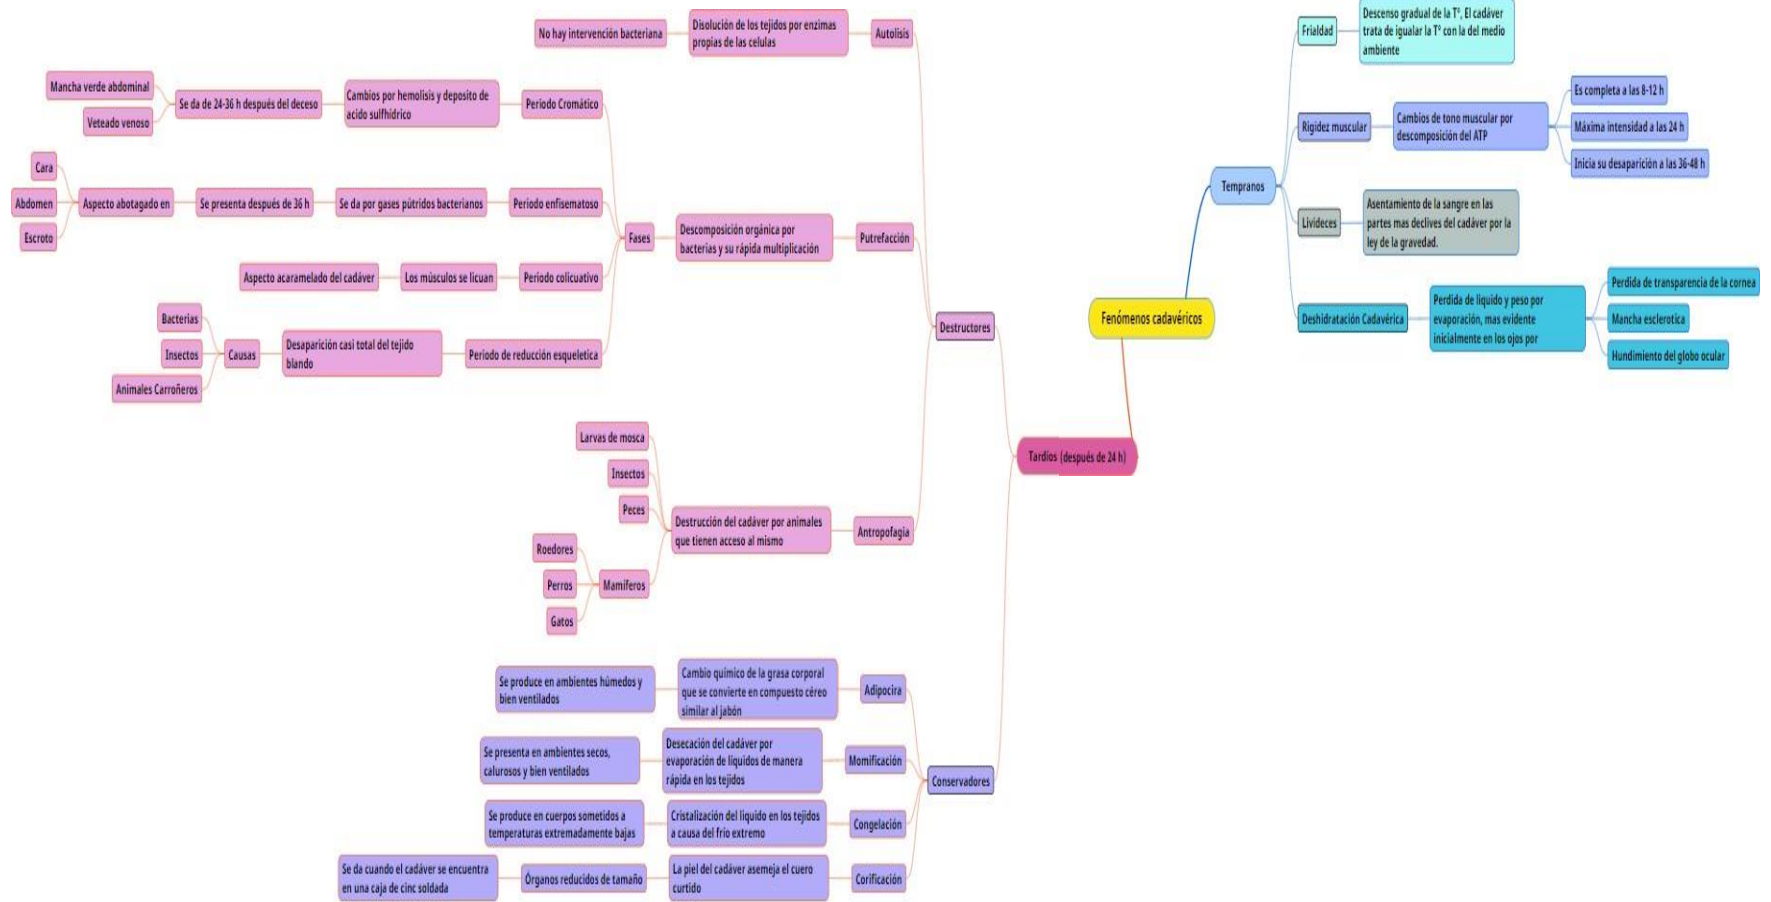 Fenómenos cadavéricos
Tempranos
Frialdad
Descenso gradual de la T°, El cadáver
trata de igualar la T° con la del medio
ambiente
Rigidez muscular
Cambios de tono muscular por
descomposición del ATP
Es completa a las 8-12 h
Máxima intensidad a las 24 h
Inicia su desaparición a las 36-48 h
Livideces
Asentamiento de la sangre en las
partes mas declives del cadáver por la
ley de la gravedad.
Deshidratación Cadavérica
Perdida de liquido y peso por
evaporación, mas evidente
inicialmente en los ojos por
Perdida de transparencia de la cornea
Mancha esclerotica
Hundimiento del globo ocular
Tardíos (después de 24 h)
Destructores
Autolisis
Disolución de los tejidos por enzimas
propias de las celulas
No hay intervención bacteriana
Putrefacción
Descomposición orgánica por
bacterias y su rápida multiplicación
Fases
Periodo Cromático
Cambios por hemolisis y deposito de
acido sulfhídrico
Se da de 24-36 h después del deceso
Mancha verde abdominal
Veteado venoso
Periodo enfisematoso
Se da por gases pútridos bacterianos
Se presenta después de 36 h
Aspecto abotagado en
Cara
Abdomen
Escroto
Periodo colicuativo
Los músculos se licuan
Aspecto acaramelado del cadáver
Periodo de reducción esqueletica
Desaparición casi total del tejido
blando
Causas
Bacterias
Insectos
Animales Carroñeros
Antropofagia
Destrucción del cadáver por animales
que tienen acceso al mismo
Larvas de mosca
Insectos
Peces
Mamíferos
Roedores
Perros
Gatos
Conservadores
Adipocira
Cambio químico de la grasa corporal
que se convierte en compuesto céreo
similar al jabón
Se produce en ambientes húmedos y
bien ventilados
Momificación
Desecación del cadáver por
evaporación de líquidos de manera
rápida en los tejidos
Se presenta en ambientes secos,
calurosos y bien ventilados
Congelación
Cristalización del liquido en los tejidos
a causa del frio extremo
Se produce en cuerpos sometidos a
temperaturas extremadamente bajas
Corificación
La piel del cadáver asemeja el cuero
curtido
Órganos reducidos de tamaño
Se da cuando el cadáver se encuentra
en una caja de cinc soldada